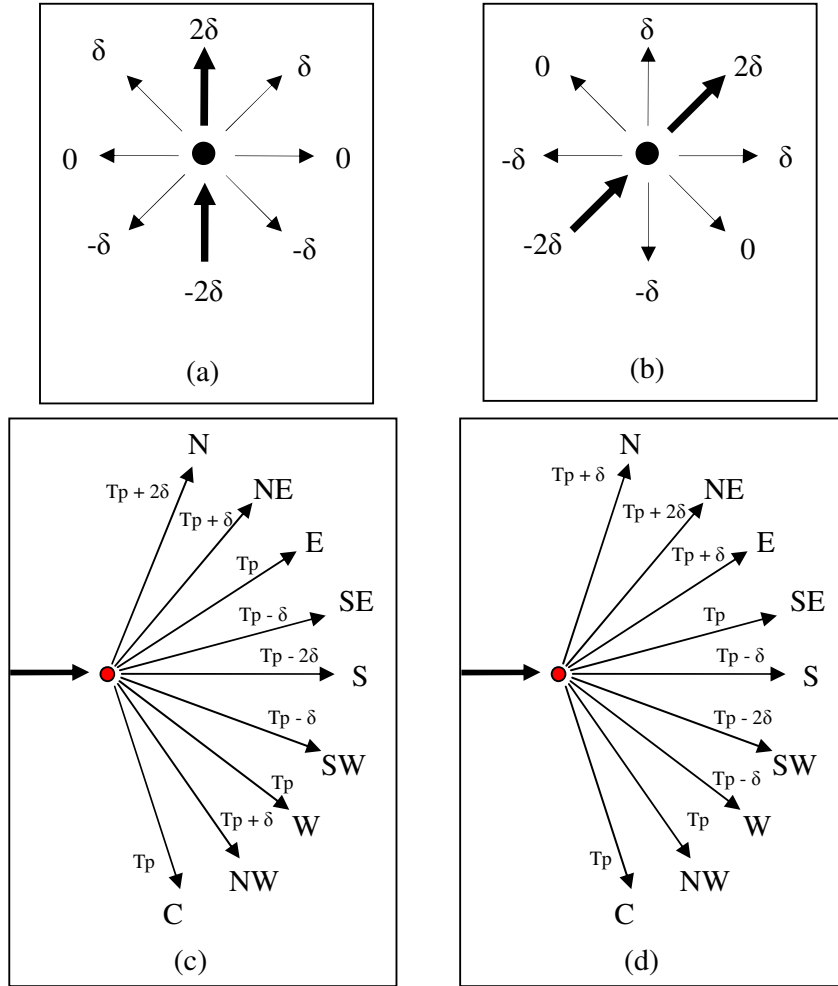 2δ
δ
δ
0
0
-δ
-δ
-2δ
(a)
δ
0
2δ
-δ
δ
-2δ
0
-δ
(b)
N
Tp + 2δ
NE
Tp + δ
E
Tp
SE
Tp - δ
Tp - 2δ
S
Tp - δ
SW
Tp
W
Tp + δ
NW
Tp
C
(c)
N
Tp + δ
NE
Tp + 2δ
E
Tp + δ
SE
Tp
Tp - δ
S
Tp - 2δ
SW
Tp - δ
W
Tp
NW
Tp
C
(d)